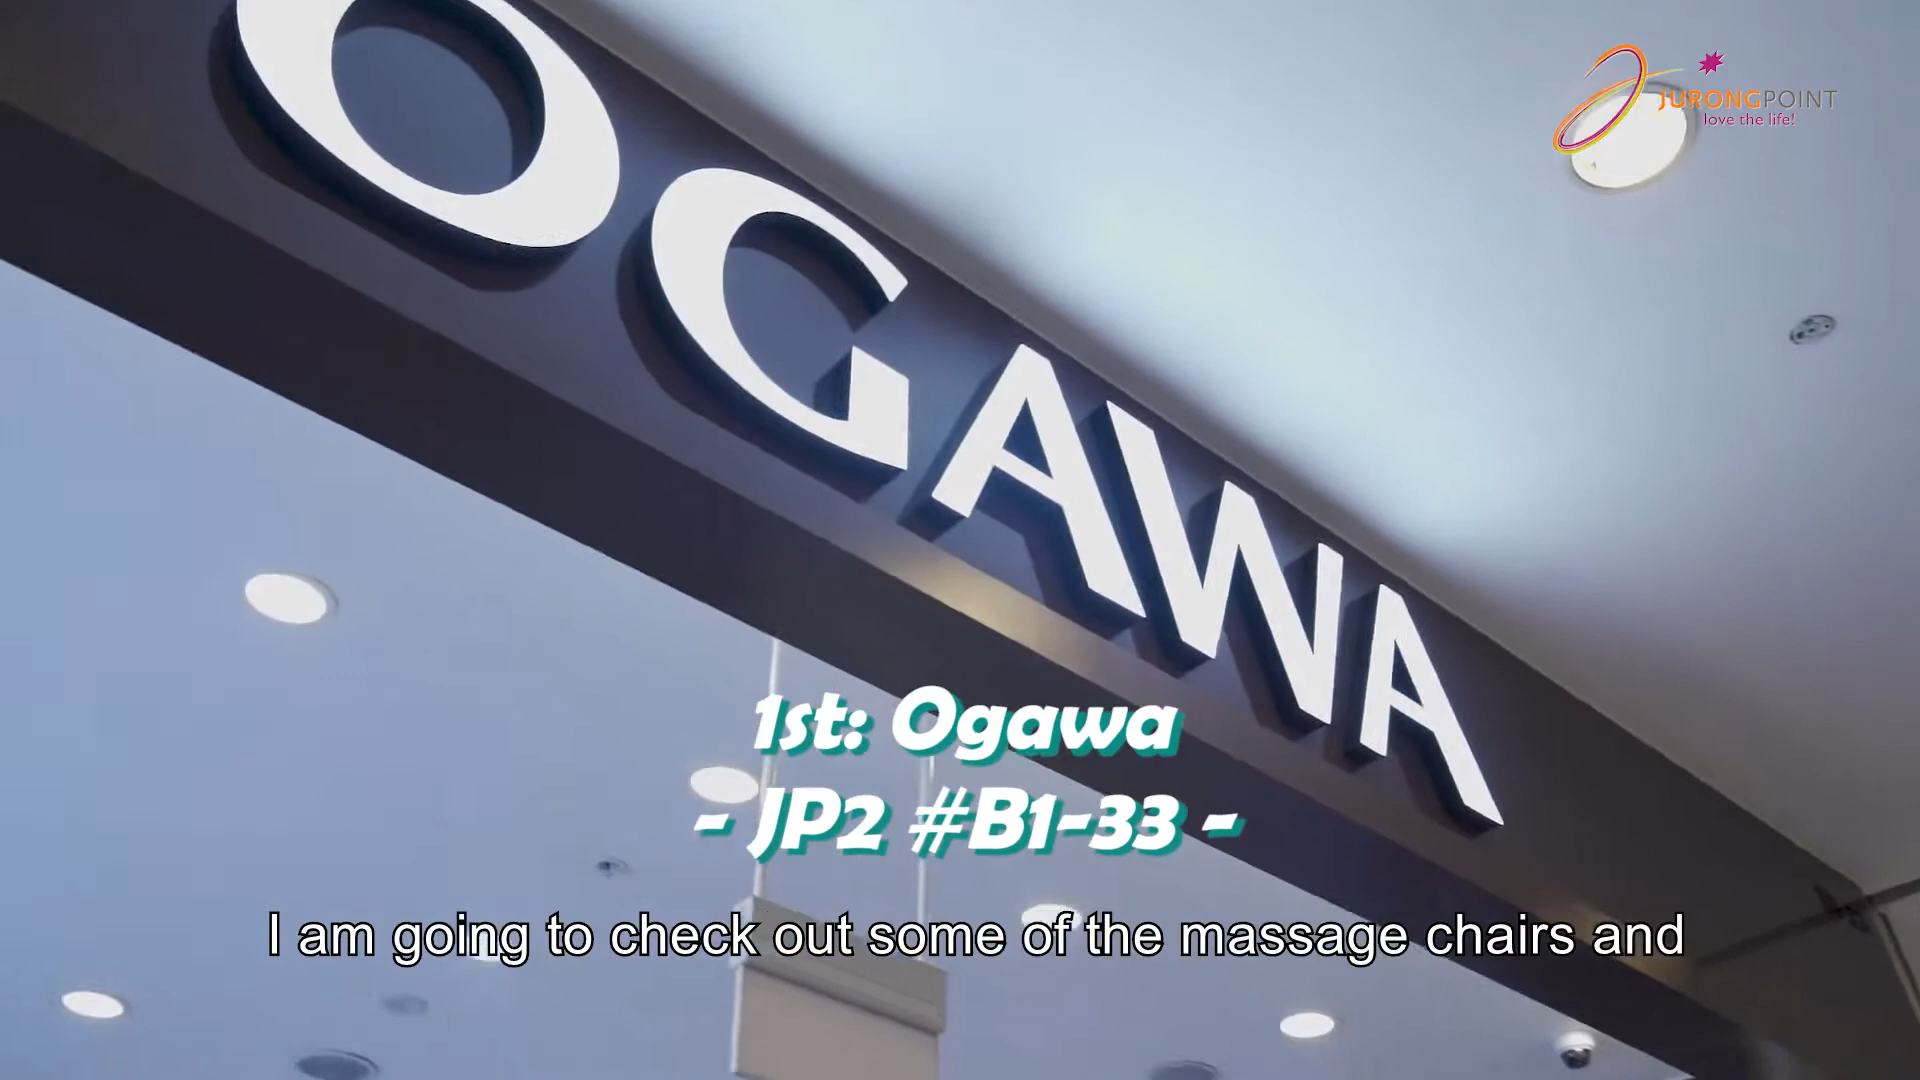 OGAWA
JURONGPOINT
love the life!
1st: Ogawa
- JP2 #B1-33 -
I am going to check out some of the massage chairs and